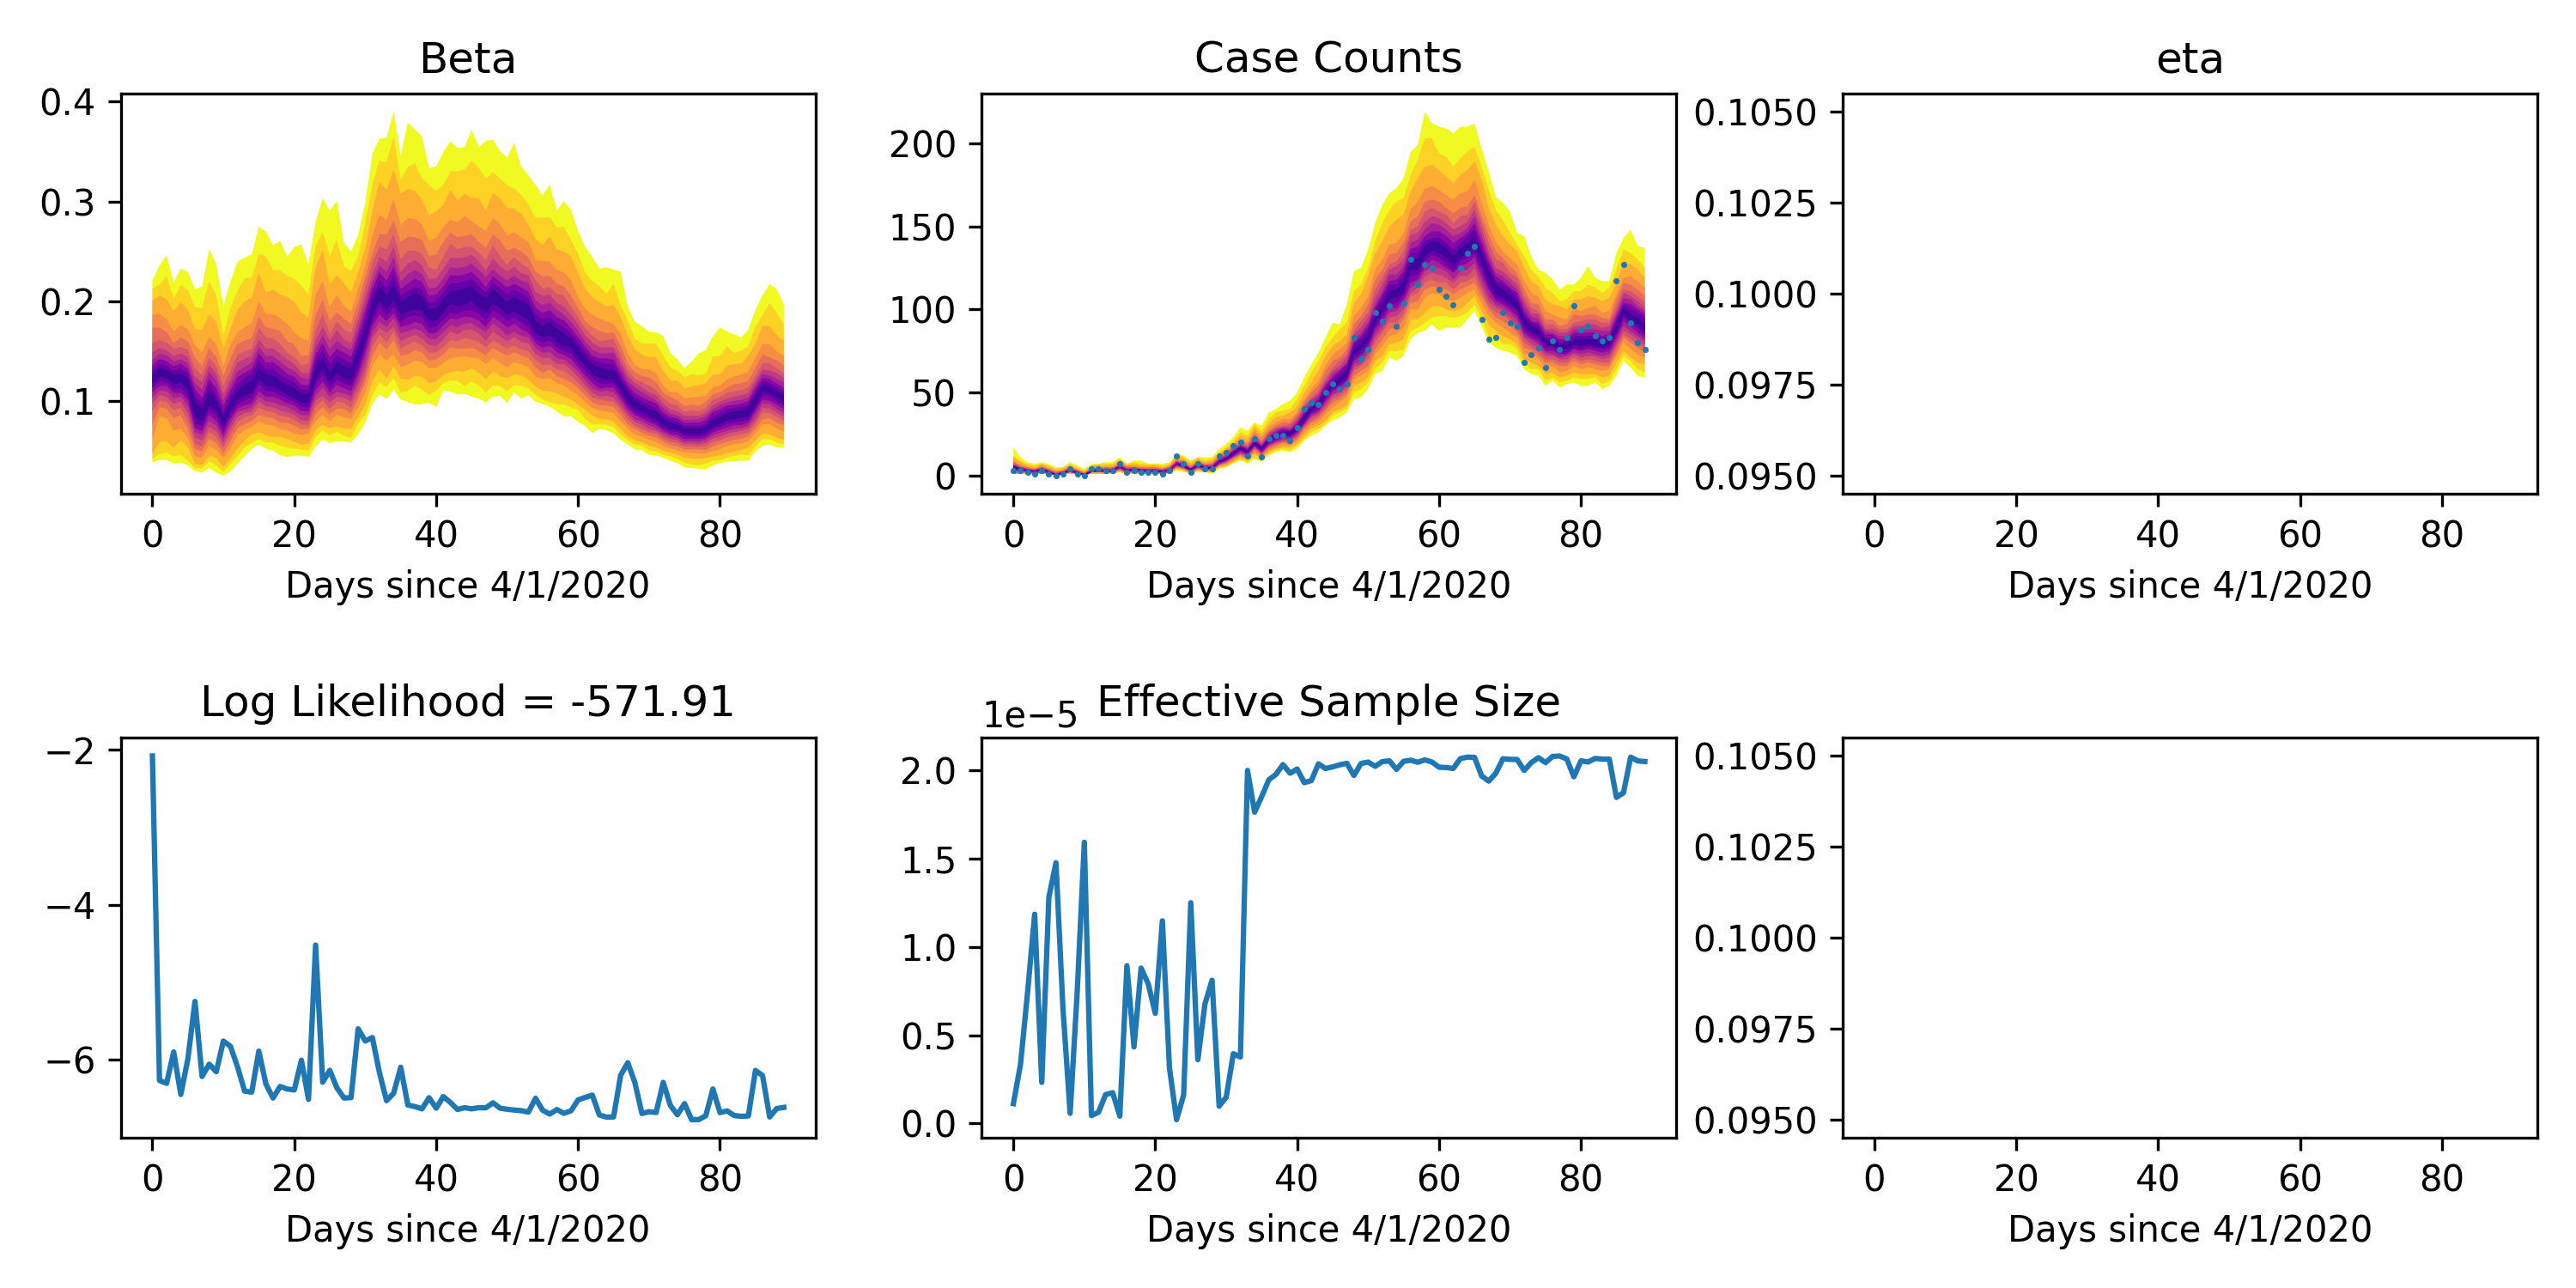 Beta
0.4
0.3
0.2
0.1
0 20 40 60 80
Days since 4/1/2020
Case Counts
200
150
100
50
0
0 20 40 60 80
Days since 4/1/2020
eta
0.1050
0.1025
0.1000
0.0975
0.0950
0 20 40 60 80
Days since 4/1/2020
Log Likelihood = -571.91
−2
−4
−6
0 20 40 60 80
Days since 4/1/2020
Effective Sample Size
1e−5
2.0
1.5
1.0
0.5
0.0
0 20 40 60 80
Days since 4/1/2020
0.1050
0.1025
0.1000
0.0975
0.0950
0 20 40 60 80
Days since 4/1/2020